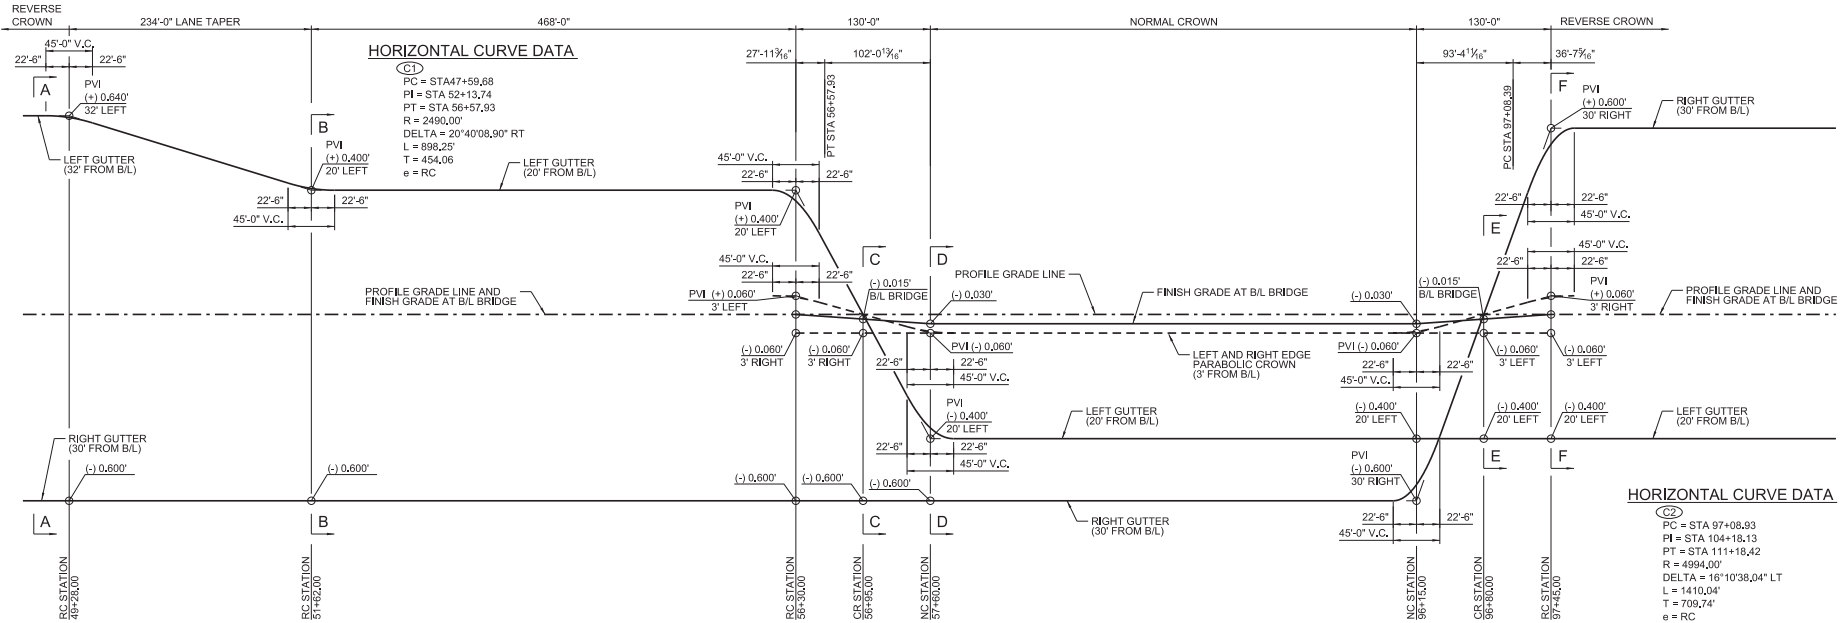 REVERSE
CROWN
234'-0" LANE TAPER
468'-0"
130'-0"
NORMAL CROWN
130'-0"
REVERSE CROWN
45'-0" V.C.
22'-6"
22'-6"
A
PVI
(+) 0.640'
32' LEFT
LEFT GUTTER
(32' FROM B/L)
HORIZONTAL CURVE DATA
C1
PC = STA47+59.68
PI = STA 52+13.74
PT = STA 56+57.93
R = 2490.00'
DELTA = 20°40'08.90" RT
L = 898.25'
T = 454.06
e = RC
B
PVI
(+) 0.400'
20' LEFT
LEFT GUTTER
(20' FROM B/L)
22'-6"
22'-6"
45'-0" V.C.
27'-11 3/16"
102'-0 13/16"
PT STA 56+57.93
45'-0" V.C.
22'-6"
22'-6"
PVI
(+) 0.400'
20' LEFT
45'-0" V.C.
22'-6"
22'-6"
C
D
PVI (+) 0.060'
3' LEFT
(-) 0.015'
B/L BRIDGE
(-) 0.030'
PROFILE GRADE LINE AND
FINISH GRADE AT B/L BRIDGE
PROFILE GRADE LINE
FINISH GRADE AT B/L BRIDGE
(-) 0.060'
3' RIGHT
(-) 0.060'
3' RIGHT
PVI (-) 0.060'
22'-6"
22'-6"
45'-0" V.C.
LEFT AND RIGHT EDGE
PARABOLIC CROWN
(3' FROM B/L)
PVI
(-) 0.400'
20' LEFT
22'-6"
22'-6"
45'-0" V.C.
LEFT GUTTER
(20' FROM B/L)
93'-4 11/16"
36'-7 5/16"
PC STA 97+08.39
F
PVI
(+) 0.600'
30' RIGHT
RIGHT GUTTER
(30' FROM B/L)
22'-6"
22'-6"
45'-0" V.C.
E
45'-0" V.C.
22'-6"
22'-6"
(-) 0.030'
(-) 0.015'
B/L BRIDGE
PVI
(+) 0.060'
3' RIGHT
PROFILE GRADE LINE AND
FINISH GRADE AT B/L BRIDGE
PVI (-) 0.060'
(-) 0.060'
3' LEFT
(-) 0.060'
3' LEFT
22'-6"
22'-6"
45'-0" V.C.
(-) 0.400'
20' LEFT
(-) 0.400'
20' LEFT
(-) 0.400'
20' LEFT
LEFT GUTTER
(20' FROM B/L)
RIGHT GUTTER
(30' FROM B/L)
(-) 0.600'
(-) 0.600'
(-) 0.600'
(-) 0.600'
(-) 0.600'
PVI
(-) 0.600'
30' RIGHT
E
F
A
B
C
D
RIGHT GUTTER
(30' FROM B/L)
22'-6"
22'-6"
45'-0" V.C.
HORIZONTAL CURVE DATA
C2
PC = STA 97+08.93
PI = STA 104+18.13
PT = STA 111+18.42
R = 4994.00'
DELTA = 16°10'38.04" LT
L = 1410.04'
T = 709.74'
e = RC
RC STATION
49+28.00
RC STATION
51+62.00
RC STATION
56+30.00
CR STATION
56+95.00
NC STATION
57+60.00
NC STATION
96+15.00
CR STATION
96+80.00
RC STATION
97+45.00